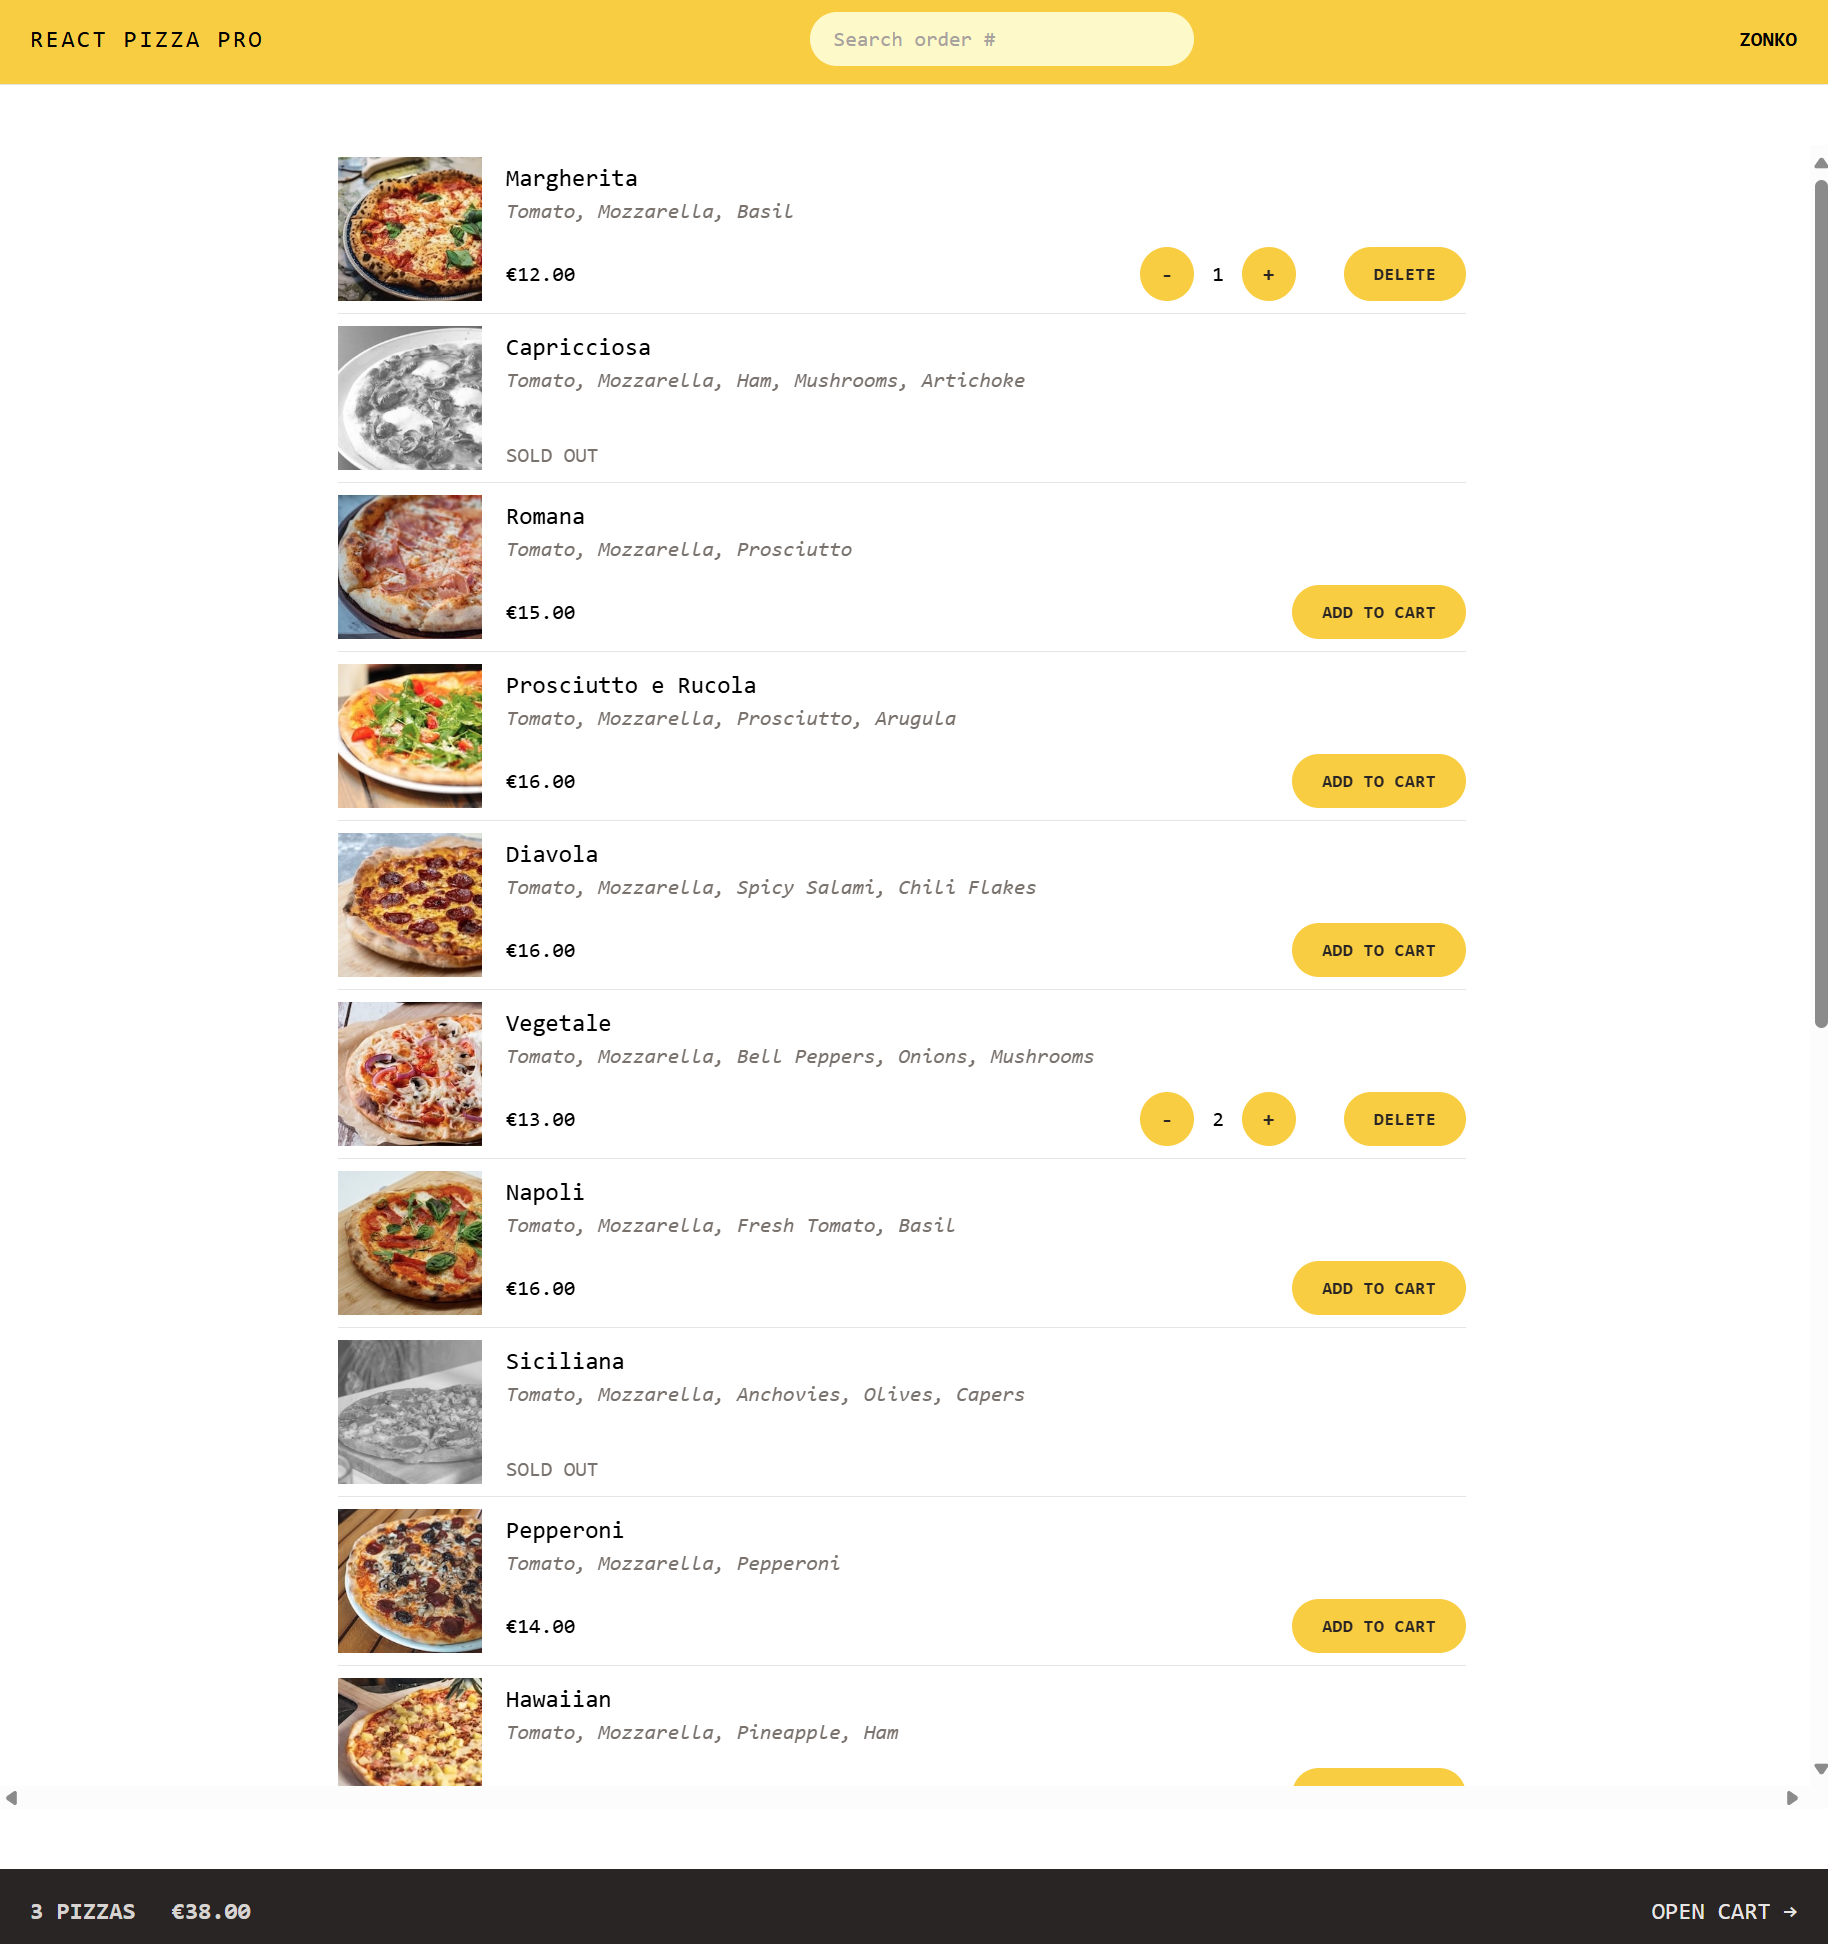 REACT PIZZA PRO
Search order #
ZONKO
Margherita
Tomato, Mozzarella, Basil
€12.00
- 1 + DELETE
Capricciosa
Tomato, Mozzarella, Ham, Mushrooms, Artichoke
SOLD OUT
Romana
Tomato, Mozzarella, Prosciutto
€15.00
ADD TO CART
Prosciutto e Rucola
Tomato, Mozzarella, Prosciutto, Arugula
€16.00
ADD TO CART
Diavola
Tomato, Mozzarella, Spicy Salami, Chili Flakes
€16.00
ADD TO CART
Vegetale
Tomato, Mozzarella, Bell Peppers, Onions, Mushrooms
€13.00
- 2 + DELETE
Napoli
Tomato, Mozzarella, Fresh Tomato, Basil
€16.00
ADD TO CART
Siciliana
Tomato, Mozzarella, Anchovies, Olives, Capers
SOLD OUT
Pepperoni
Tomato, Mozzarella, Pepperoni
€14.00
ADD TO CART
Hawaiian
Tomato, Mozzarella, Pineapple, Ham
3 PIZZAS €38.00
OPEN CART →